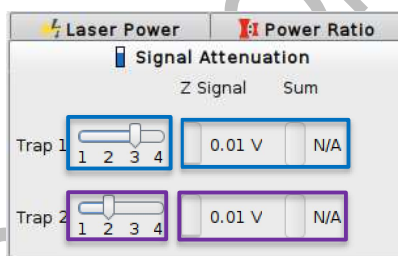 Laser Power Power Ratio
Signal Attenuation
Z Signal Sum
Trap 1 0.01 V N/A
1 2 3 4
Trap 2 0.01 V N/A
1 2 3 4